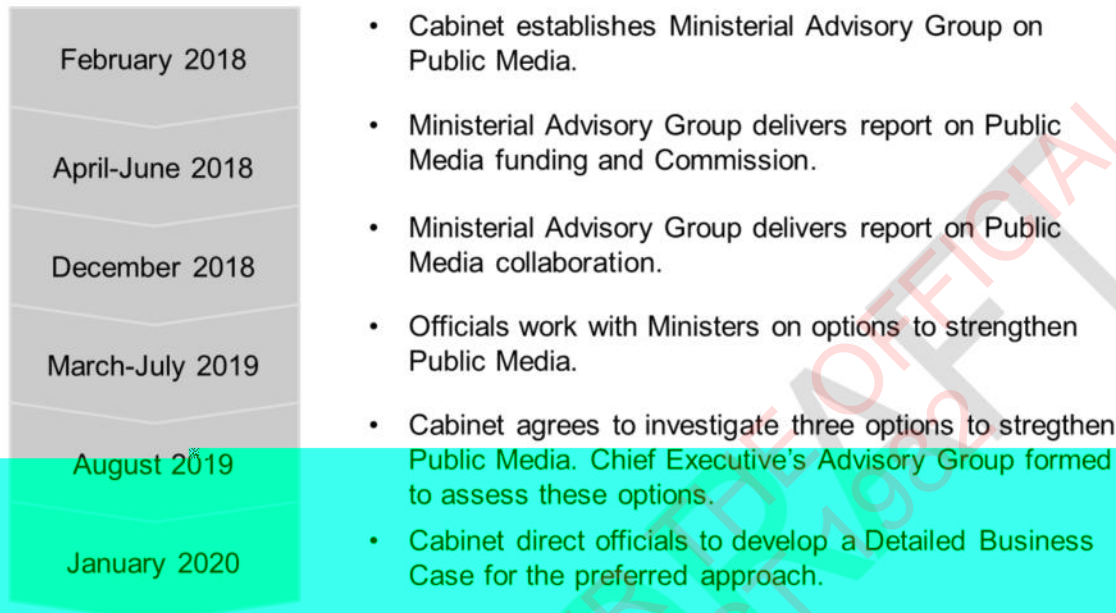 February 2018
• Cabinet establishes Ministerial Advisory Group on
Public Media.
April-June 2018
• Ministerial Advisory Group delivers report on Public
Media funding and Commission.
December 2018
• Ministerial Advisory Group delivers report on Public
Media collaboration.
March-July 2019
• Officials work with Ministers on options to strengthen
Public Media.
August 2019
• Cabinet agrees to investigate three options to stregthen
Public Media. Chief Executive’s Advisory Group formed
to assess these options.
January 2020
• Cabinet direct officials to develop a Detailed Business
Case for the preferred approach.
THE OFFICIAL
1982